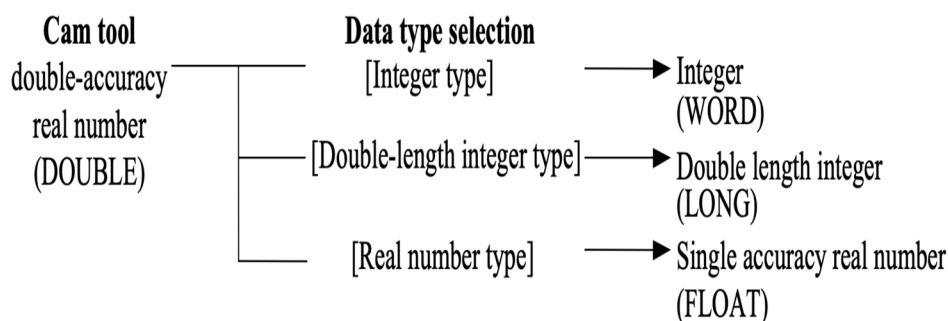 Cam tool
double-accuracy
real number
(DOUBLE)
Data type selection
[Integer type]
Integer
(WORD)
[Double-length integer type]
Double length integer
(LONG)
[Real number type]
Single accuracy real number
(FLOAT)